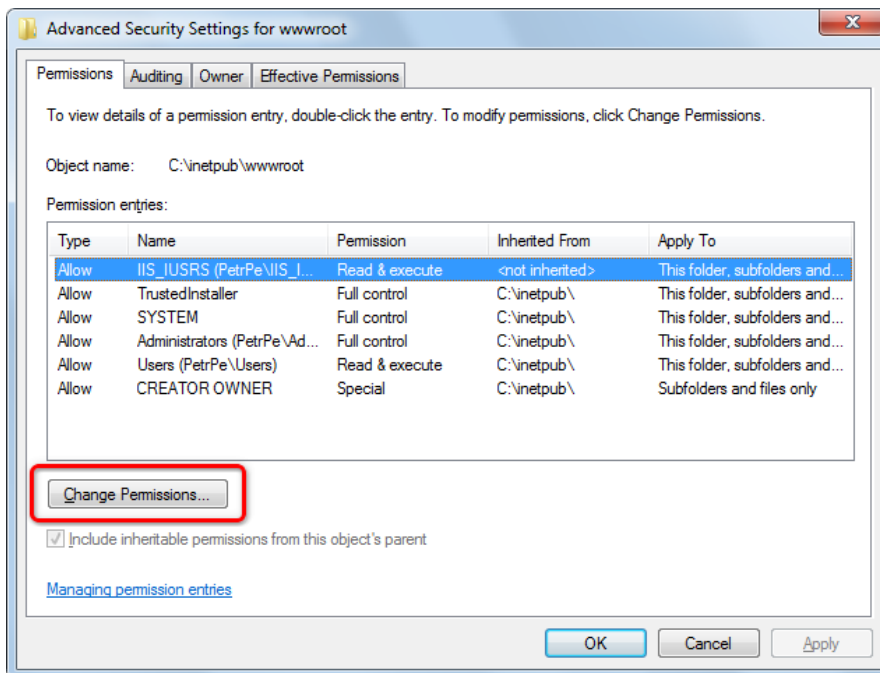 Advanced Security Settings for wwwroot
Permissions Auditing Owner Effective Permissions
To view details of a permission entry, double-click the entry. To modify permissions, click Change Permissions.
Object name: C:\inetpub\wwwroot
Permission entries:
Type Name Permission Inherited From Apply To
Allow IIS_IUSRS (PetrPe\IIS_I... Read & execute <not inherited> This folder, subfolders and...
Allow TrustedInstaller Full control C:\inetpub\ This folder, subfolders and...
Allow SYSTEM Full control C:\inetpub\ This folder, subfolders and...
Allow Administrators (PetrPe\Ad... Full control C:\inetpub\ This folder, subfolders and...
Allow Users (PetrPe\Users) Read & execute C:\inetpub\ This folder, subfolders and...
Allow CREATOR OWNER Special C:\inetpub\ Subfolders and files only
Change Permissions...
Include inheritable permissions from this object's parent
Managing permission entries
OK Cancel Apply